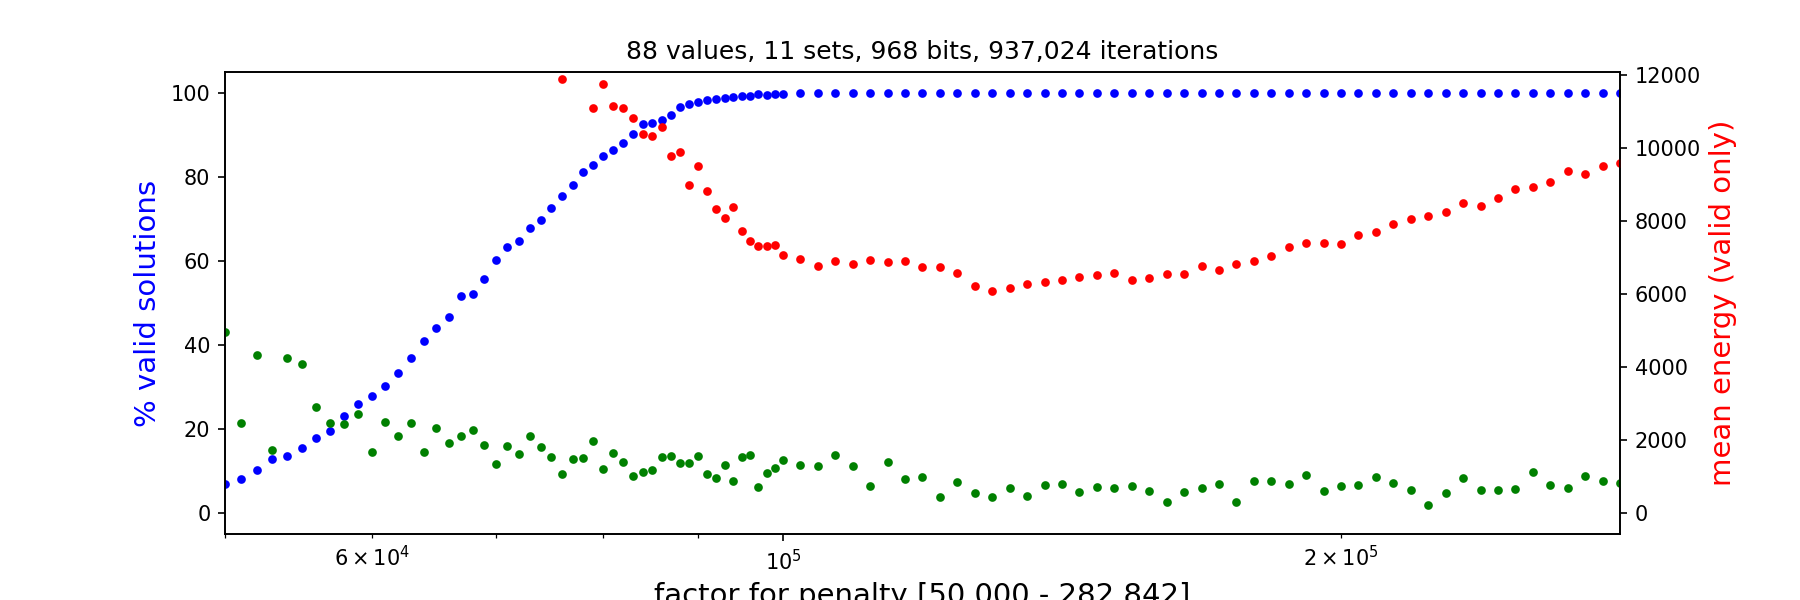 88 values, 11 sets, 968 bits, 937,024 iterations
% valid solutions
100
80
60
40
20
0
12000
10000
8000
6000
4000
2000
0
mean energy (valid only)
6 × 10⁴
10⁵
2 × 10⁵
factor for penalty [50,000 - 282,842]